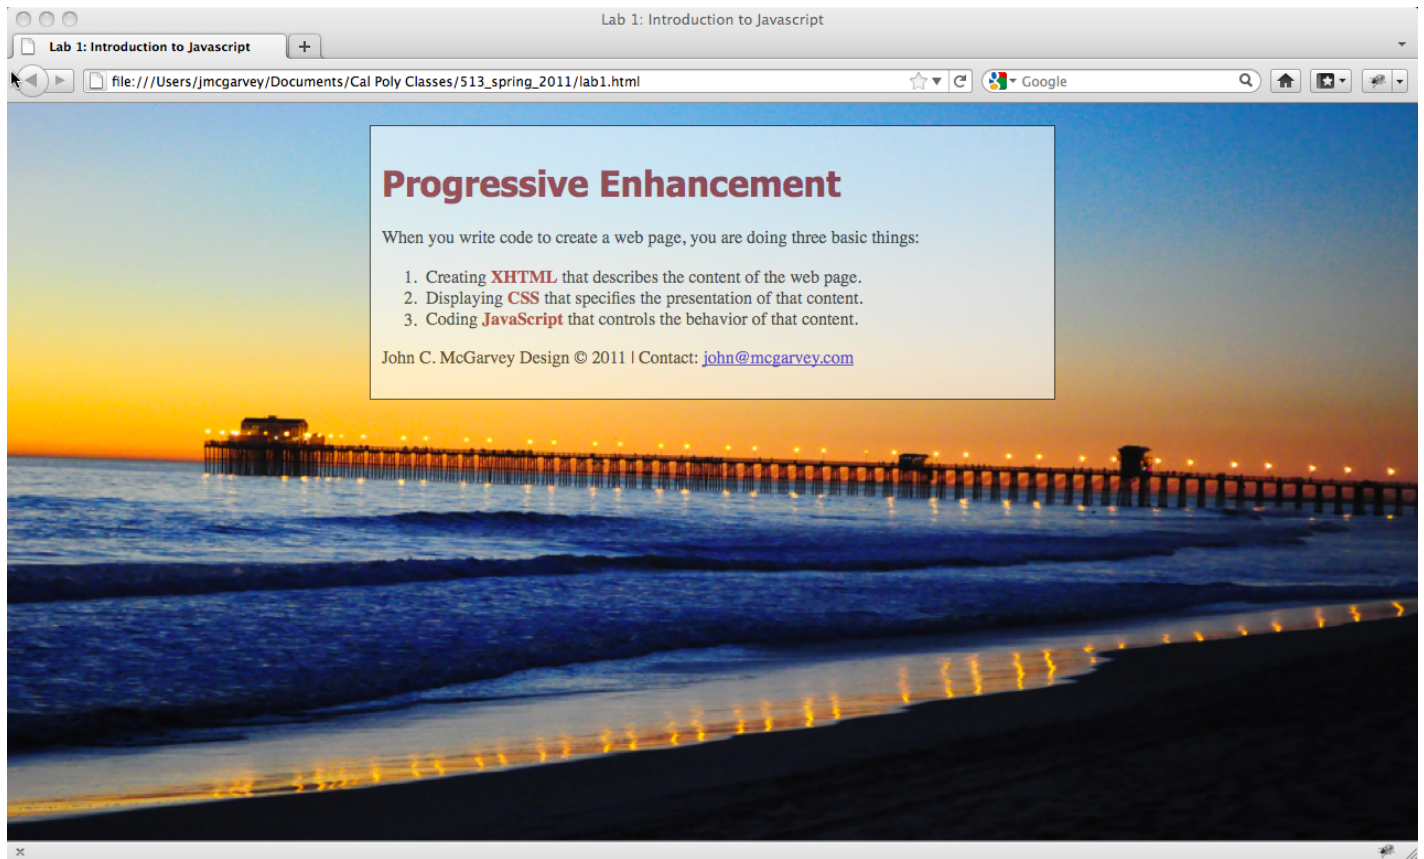 Lab 1: Introduction to Javascript
Lab 1: Introduction to Javascript
file:///Users/jmcgarvey/Documents/Cal Poly Classes/513_spring_2011/lab1.html
Google
Progressive Enhancement
When you write code to create a web page, you are doing three basic things:
1. Creating XHTML that describes the content of the web page.
2. Displaying CSS that specifies the presentation of that content.
3. Coding JavaScript that controls the behavior of that content.
John C. McGarvey Design © 2011 | Contact: john@mcgarvey.com